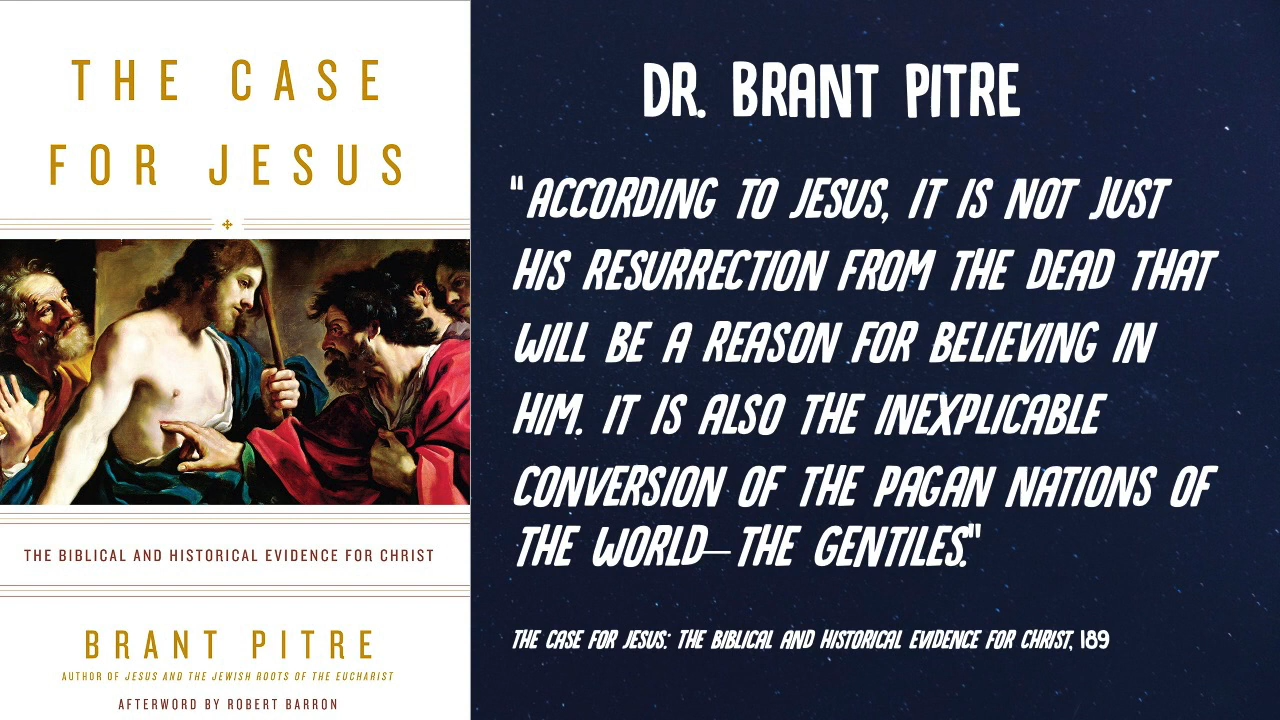 THE CASE
FOR JESUS
THE BIBLICAL AND HISTORICAL EVIDENCE FOR CHRIST
BRANT PITRE
AUTHOR OF JESUS AND THE JEWISH ROOTS OF THE EUCHARIST
AFTERWORD BY ROBERT BARRON
DR. BRANT PITRE
"ACCORDING TO JESUS, IT IS NOT JUST
HIS RESURRECTION FROM THE DEAD THAT
WILL BE A REASON FOR BELIEVING IN
HIM. IT IS ALSO THE INEXPLICABLE
CONVERSION OF THE PAGAN NATIONS OF
THE WORLD—THE GENTILES."
THE CASE FOR JESUS: THE BIBLICAL AND HISTORICAL EVIDENCE FOR CHRIST, 189